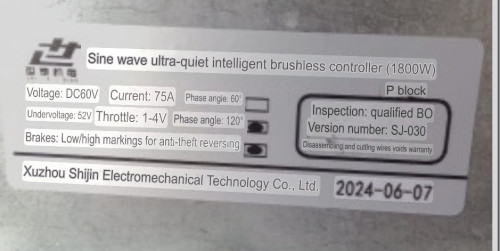 Sine wave ultra-quiet intelligent brushless controller (1800W)
P block
Voltage: DC60V Current: 75A Phase angle: 60°
Undervoltage: 52V Throttle: 1-4V Phase angle: 120°
Brakes: Low/high markings for anti-theft reversing
Inspection: qualified BO
Version number: SJ-030
Disassembling and cutting wires voids warranty
Xuzhou Shijin Electromechanical Technology Co., Ltd. 2024-06-07